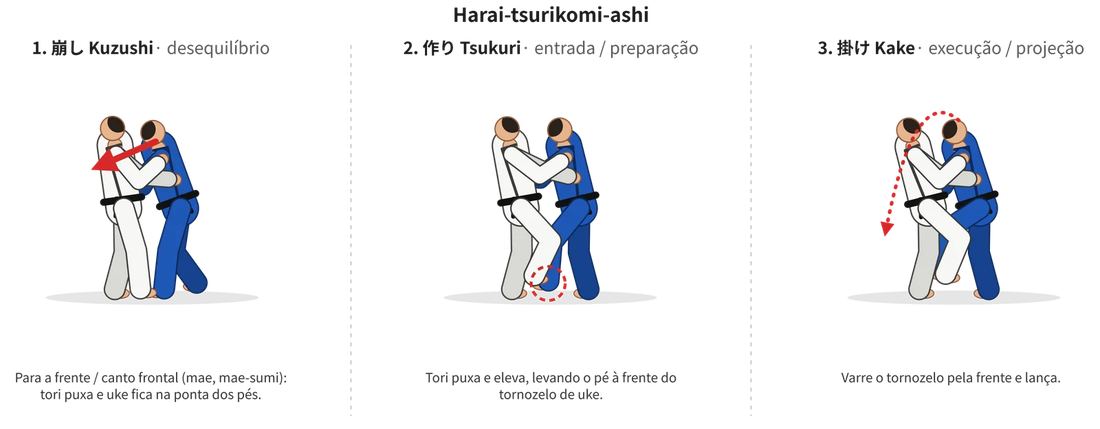 Harai-tsurikomi-ashi
1. 崩し Kuzushi · desequilíbrio
2. 作り Tsukuri · entrada / preparação
3. 掛け Kake · execução / projeção
Para a frente / canto frontal (mae, mae-sumi):
tori puxa e uke fica na ponta dos pés.
Tori puxa e eleva, levando o pé à frente do
tornozelo de uke.
Varre o tornozelo pela frente e lança.